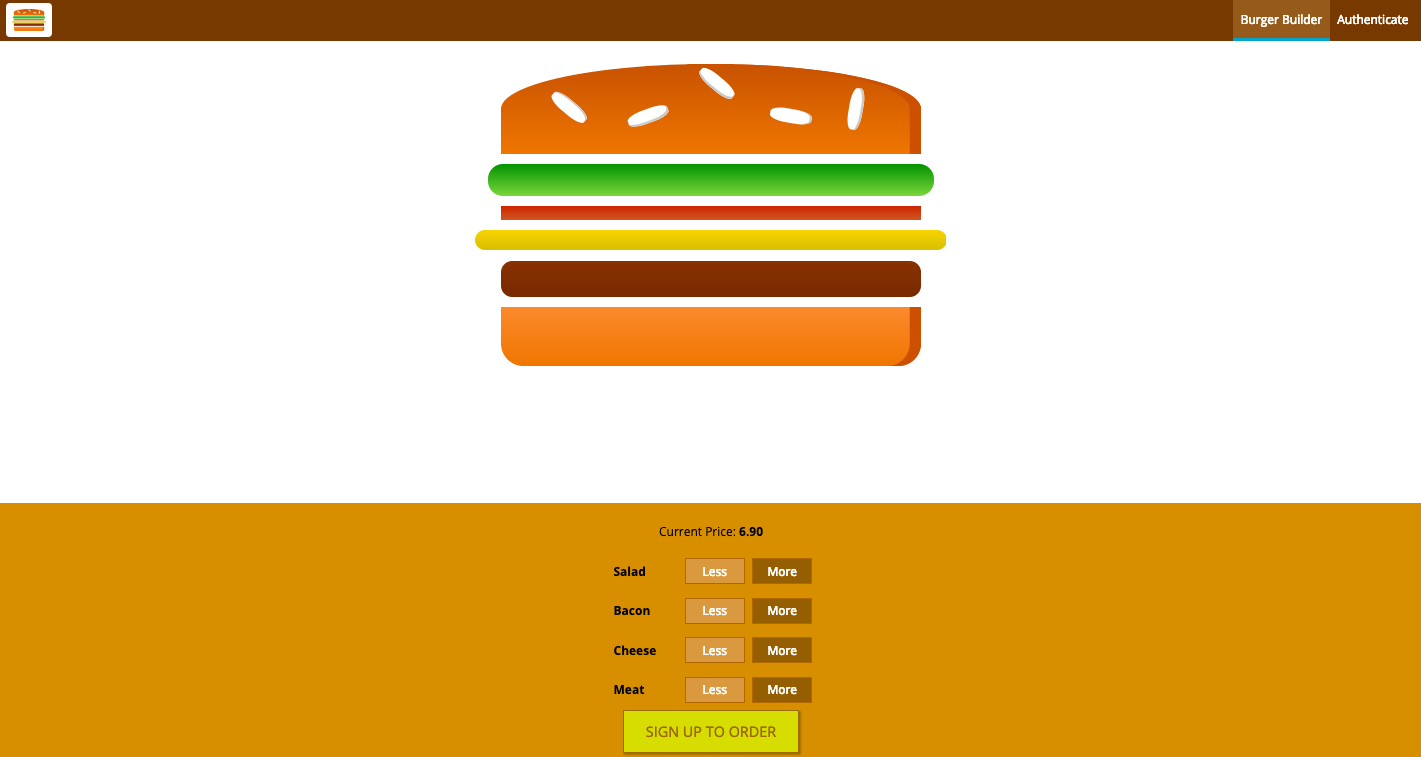 Burger Builder Authenticate
Current Price: 6.90
Salad Less More
Bacon Less More
Cheese Less More
Meat Less More
SIGN UP TO ORDER